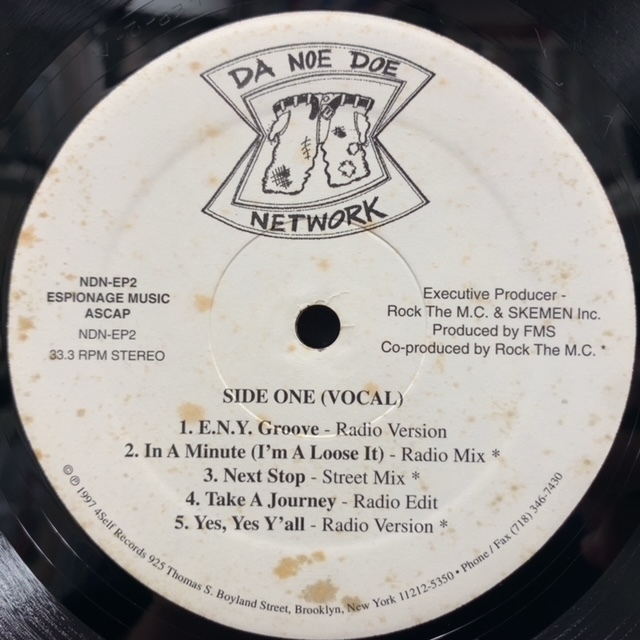 DA NOE DOE
NETWORK
NDN-EP2
ESPIONAGE MUSIC
ASCAP
NDN-EP2
33.3 RPM STEREO
Executive Producer -
Rock The M.C. & SKEMEN Inc.
Produced by FMS
Co-produced by Rock The M.C. *
SIDE ONE (VOCAL)
1. E.N.Y. Groove - Radio Version
2. In A Minute (I'm A Loose It) - Radio Mix *
3. Next Stop - Street Mix *
4. Take A Journey - Radio Edit
5. Yes, Yes Y'all - Radio Version *
© ℗ 1997 4Self Records 925 Thomas S. Boyland Street, Brooklyn, New York 11212-5350 • Phone / Fax (718) 346-7430